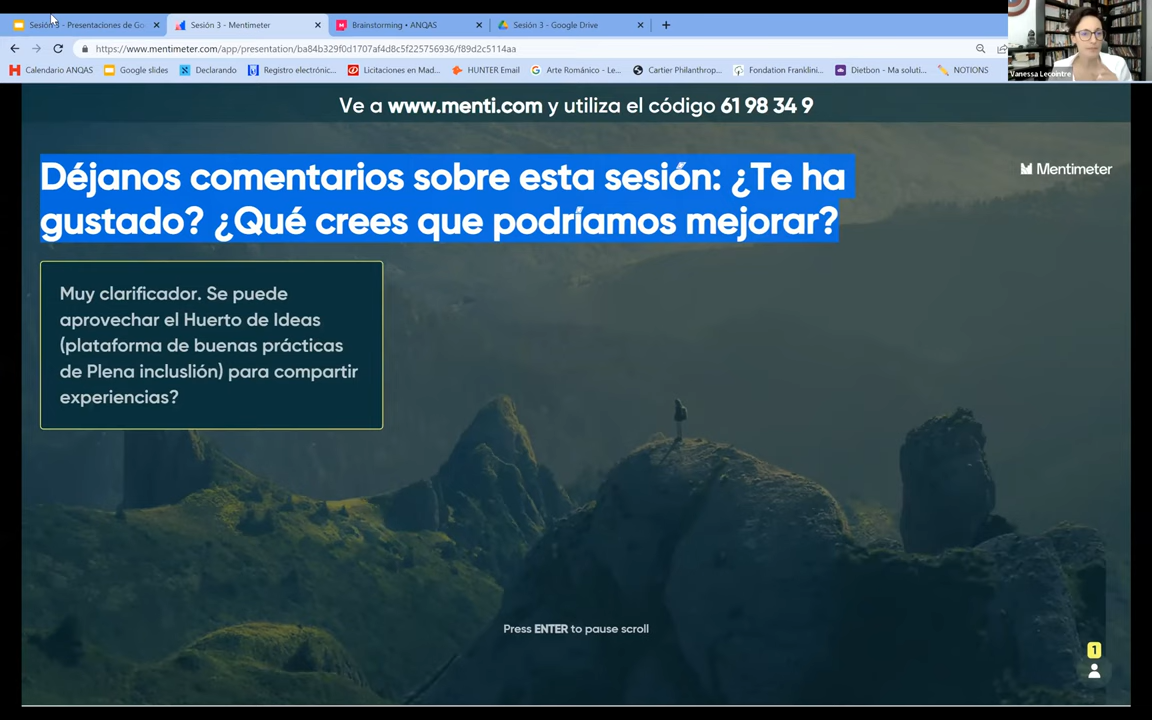 Sesión 3 - Presentaciones de Go
Sesión 3 - Mentimeter
Brainstorming • ANQAS
Sesión 3 - Google Drive
https://www.mentimeter.com/app/presentation/ba84b329f0d1707af4d8c5f225756936/f89d2c5114aa
Calendario ANQAS
Google slides
Declarando
Registro electrónic...
Licitaciones en Mad...
HUNTER Email
Arte Románico - Le...
Cartier Philanthrop...
Fondation Franklini...
Dietbon - Ma soluti...
NOTIONS
Vanessa Lecointre
Ve a www.menti.com y utiliza el código 61 98 34 9
Déjanos comentarios sobre esta sesión: ¿Te ha
gustado? ¿Qué crees que podríamos mejorar?
Mentimeter
Muy clarificador. Se puede
aprovechar el Huerto de Ideas
(plataforma de buenas prácticas
de Plena inclusIión) para compartir
experiencias?
Press ENTER to pause scroll
1